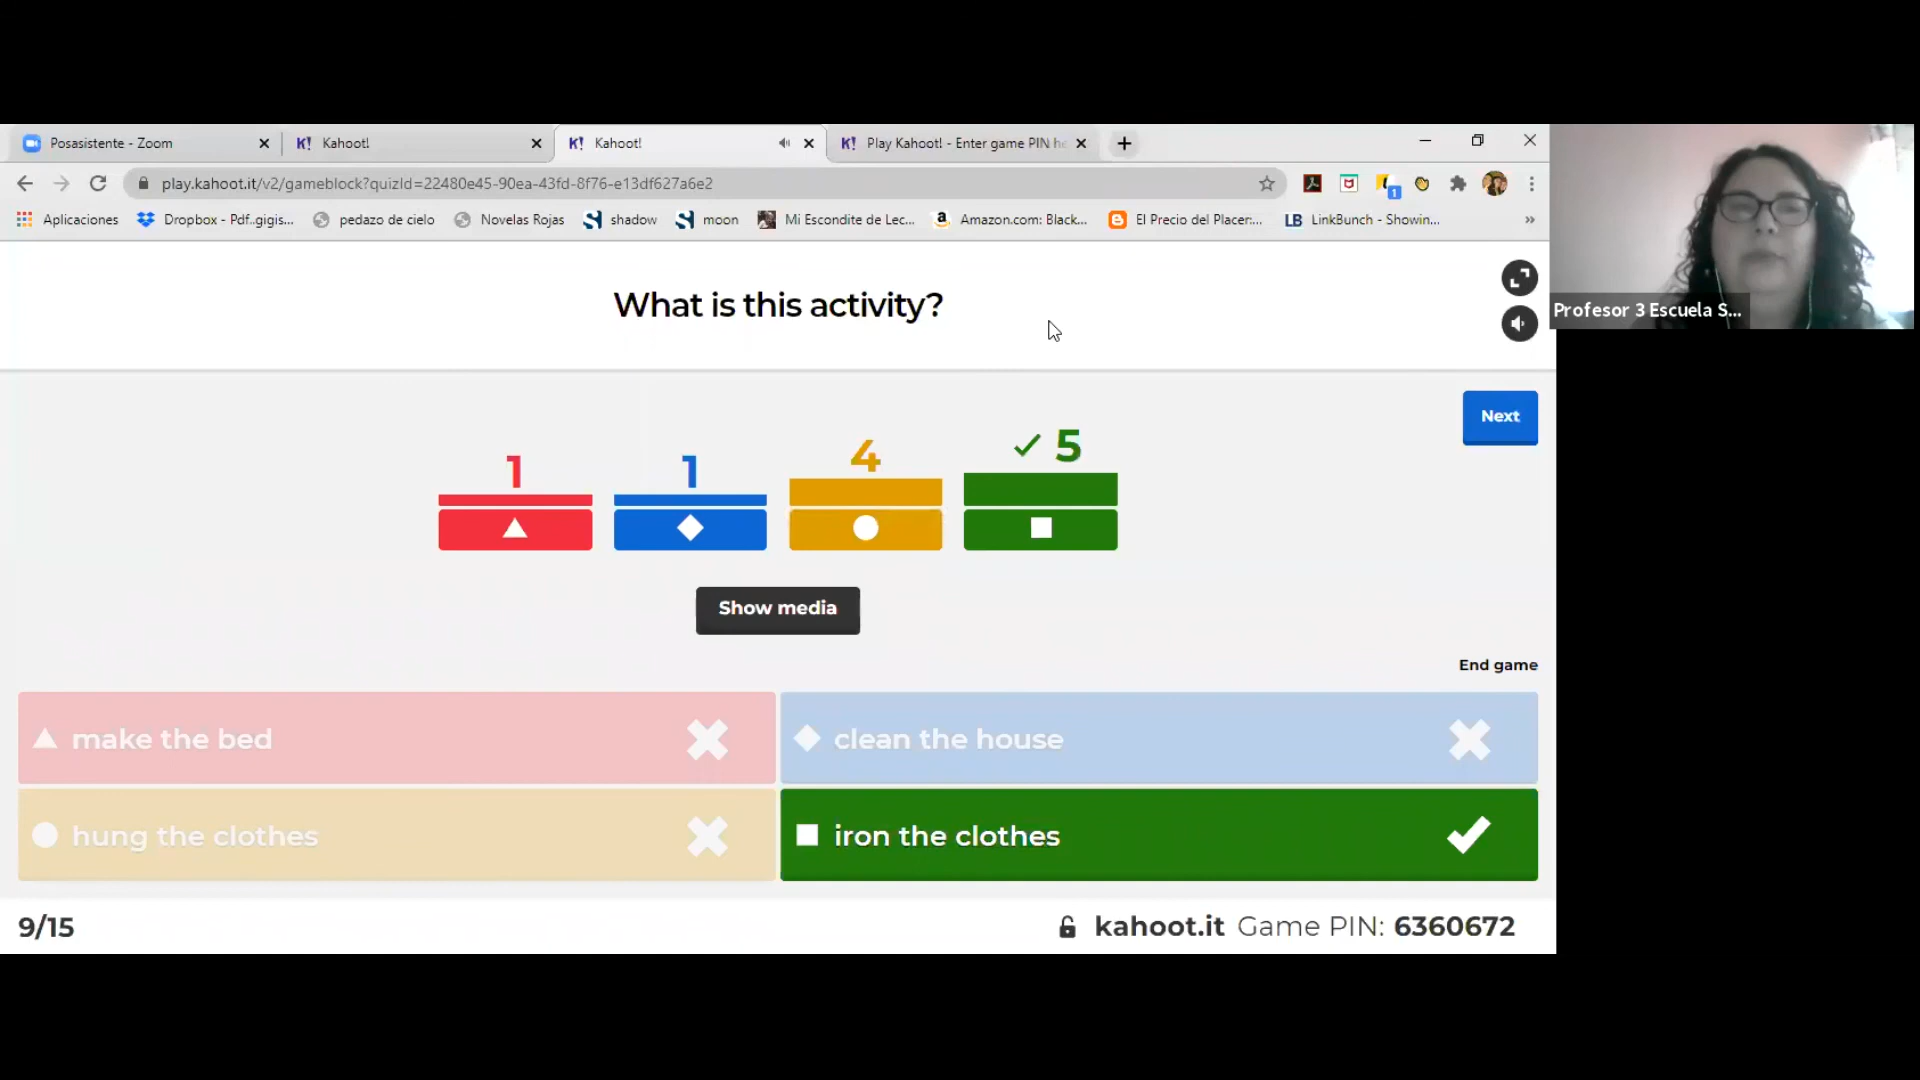 Posasistente - Zoom
Kahoot!
Kahoot!
Play Kahoot! - Enter game PIN he
play.kahoot.it/v2/gameblock?quizId=22480e45-90ea-43fd-8f76-e13df627a6e2
1
Aplicaciones
Dropbox - Pdf..gigis...
pedazo de cielo
Novelas Rojas
shadow
moon
Mi Escondite de Lec...
Amazon.com: Black...
El Precio del Placer:...
LB LinkBunch - Showin...
What is this activity?
Profesor 3 Escuela S...
Next
1
1
4
5
Show media
End game
make the bed
clean the house
hung the clothes
iron the clothes
9/15
kahoot.it Game PIN: 6360672